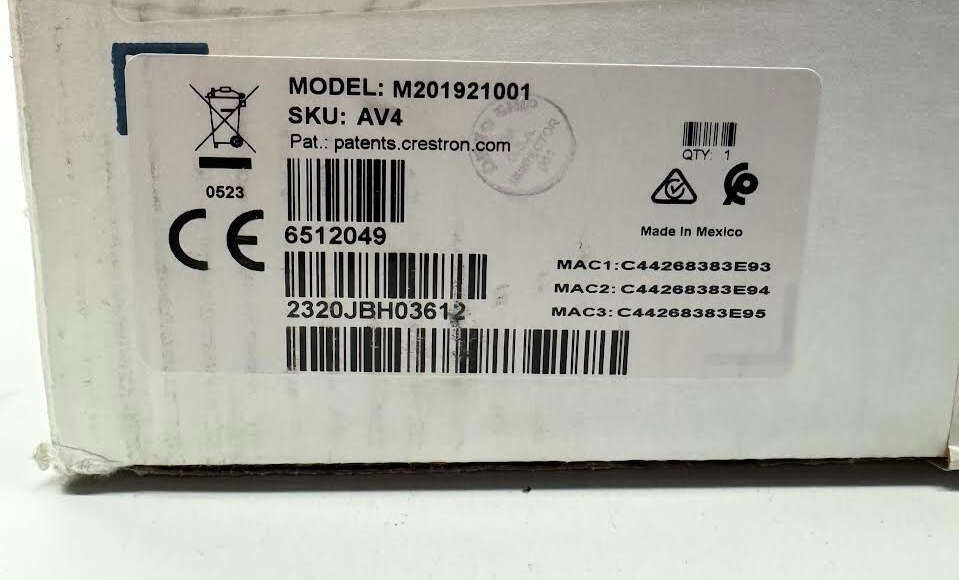 MODEL: M201921001
SKU: AV4
Pat.: patents.crestron.com
0523
CE
6512049
2320JBH03612
QTY: 1
Made In Mexico
MAC1:C44268383E93
MAC2: C44268383E94
MAC3: C44268383E95